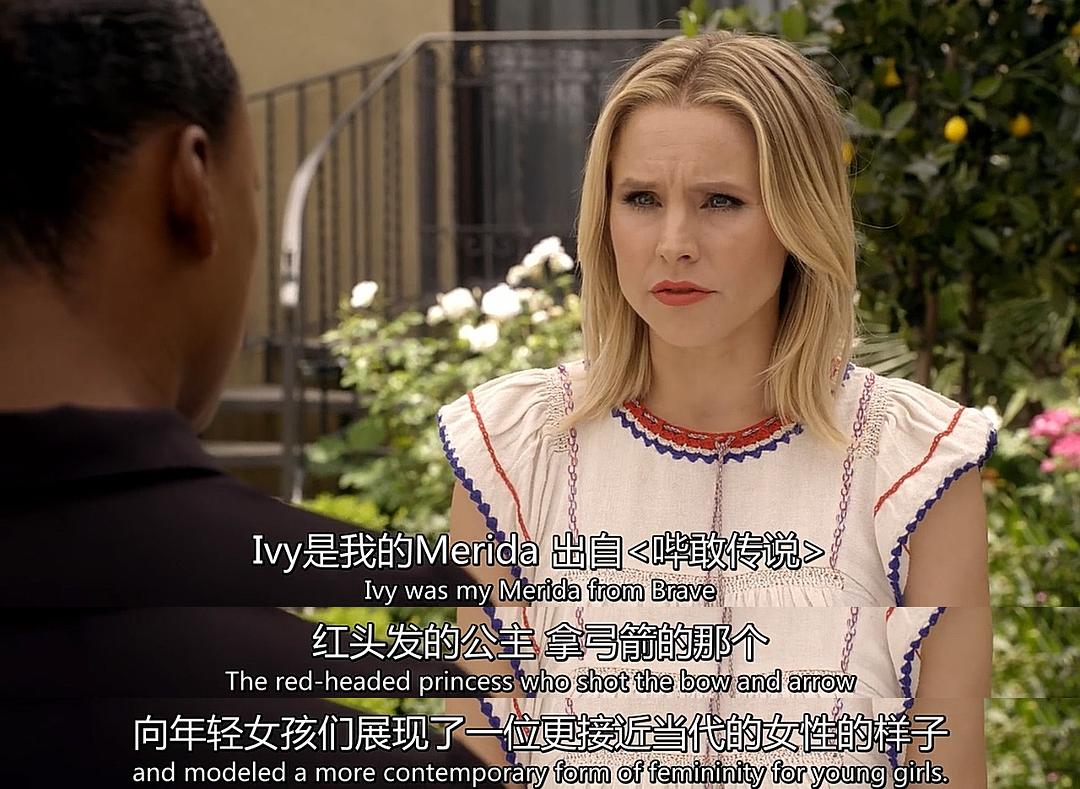 Ivy是我的Merida 出自<哔敢传说>
Ivy was my Merida from Brave
红头发的公主 拿弓箭的那个
The red-headed princess who shot the bow and arrow
向年轻女孩们展现了一位更接近当代的女性的样子
and modeled a more contemporary form of femininity for young girls.